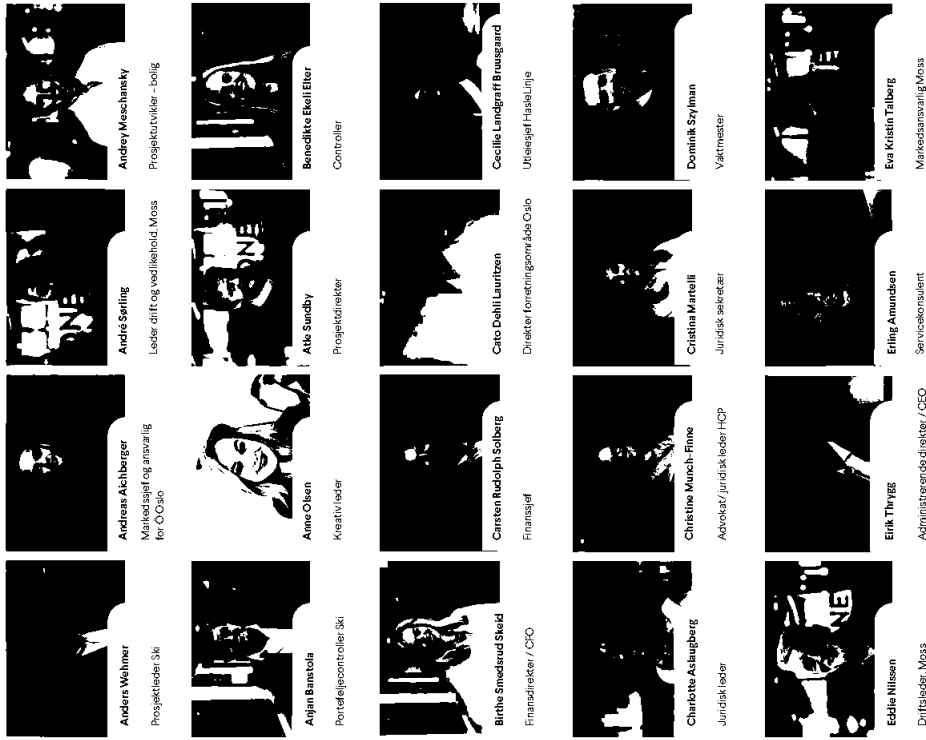 Anders Wehmer
Prosjektleder Ski
Andreas Aichberger
Markedssjef og ansvarlig
for O Oslo
André Sørling
Leder drift og vedlikehold, Moss
Andrey Meschansky
Prosjektutvikler - bolig
Anjan Banstola
Porteføljecontroller Ski
Anne Olsen
Kreativ leder
Atle Sundby
Prosjektdirektør
Benedikte Ekeli Elter
Controller
Birthe Smedsrud Skeid
Finansdirektør / CFO
Carsten Rudolph Solberg
Finanssjef
Cato Dehli Lauritzen
Direktør forretningsområde Oslo
Cecilie Landgraff Bruusgaard
Utleiesjef HasleLinje
Charlotte Aslaugberg
Juridisk leder
Christine Munch-Finne
Advokat/ juridisk leder HCP
Cristina Martelli
Juridisk sekretær
Dominik Szylman
Vaktmester
Eddie Nilssen
Driftsleder Moss
Eirik Thrygg
Administrerende direktør / CEO
Erling Amundsen
Servicekonsulent
Eva Kristin Talberg
Markedsansvarlig Moss